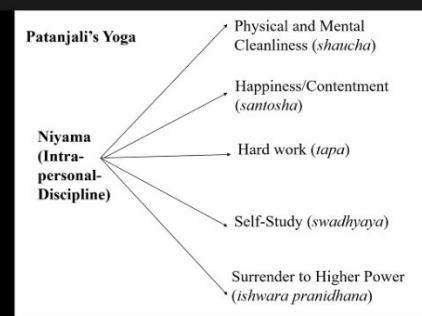 Patanjali's Yoga
Physical and Mental
Cleanliness (shaucha)
Happiness/Contentment
(santosha)
Niyama
(Intra-
personal-
Discipline)
Hard work (tapa)
Self-Study (swadhyaya)
Surrender to Higher Power
(ishwara pranidhana)